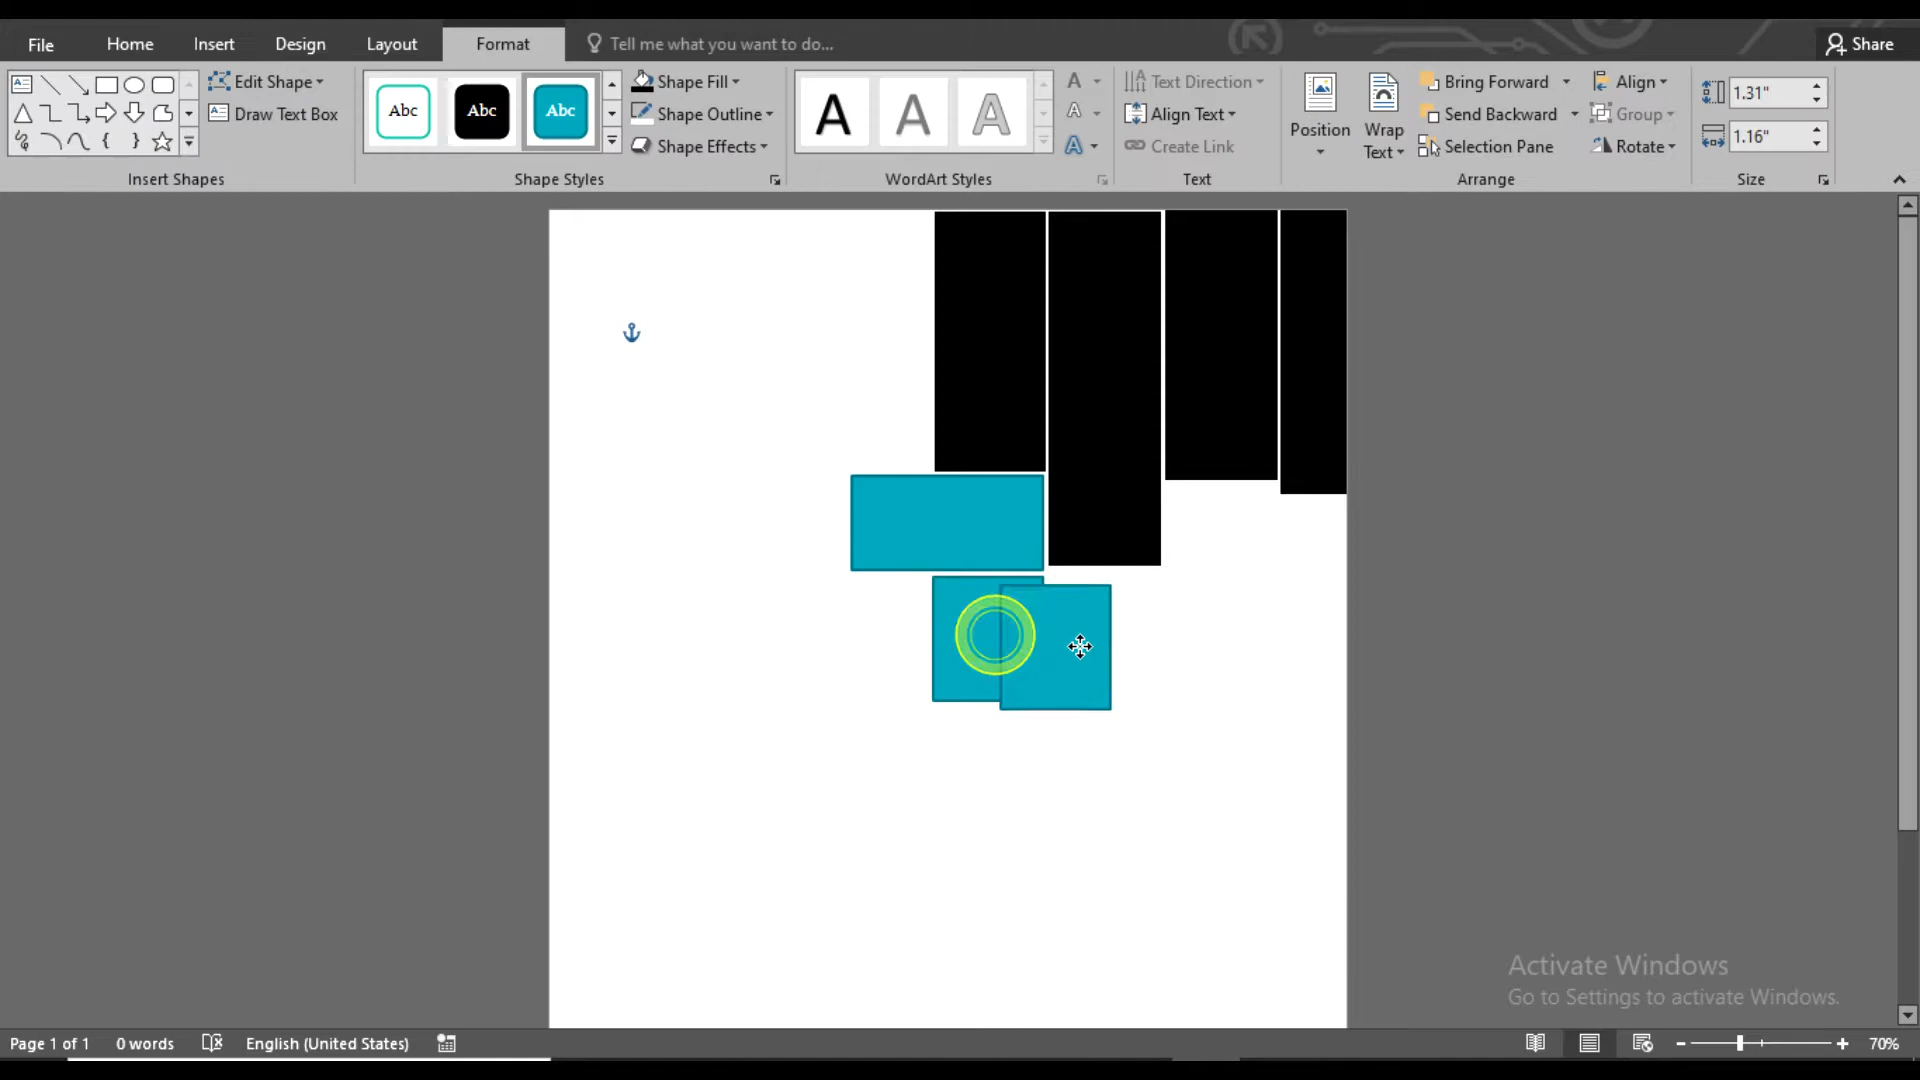 File Home Insert Design Layout Format Tell me what you want to do... Share
Edit Shape
Draw Text Box
Insert Shapes
Abc Abc Abc
Shape Fill
Shape Outline
Shape Effects
Shape Styles
A A A
A
A
A
WordArt Styles
Text Direction
Align Text
Create Link
Text
Position
Wrap
Text
Bring Forward
Send Backward
Selection Pane
Align
Group
Rotate
Arrange
1.31"
1.16"
Size
Activate Windows
Go to Settings to activate Windows.
Page 1 of 1 0 words English (United States) 70%